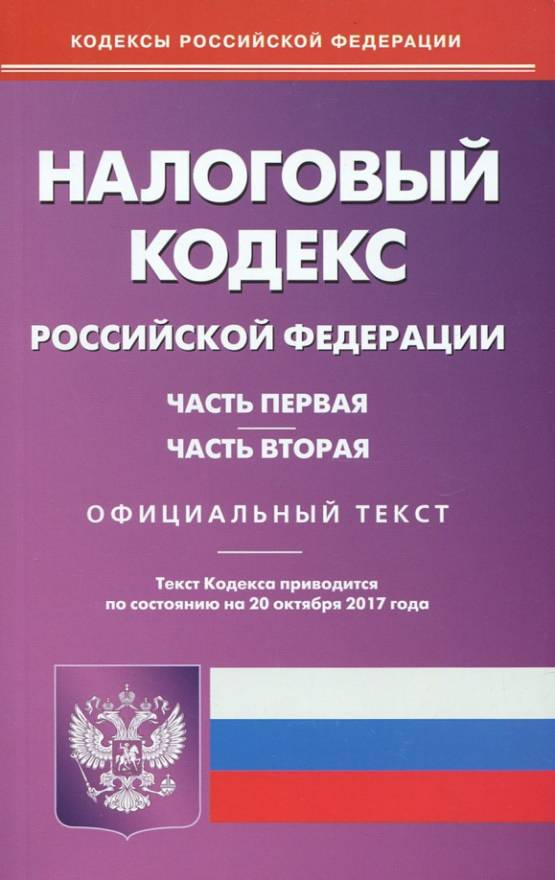 КОДЕКСЫ РОССИЙСКОЙ ФЕДЕРАЦИИ
НАЛОГОВЫЙ
КОДЕКС
РОССИЙСКОЙ ФЕДЕРАЦИИ
ЧАСТЬ ПЕРВАЯ
ЧАСТЬ ВТОРАЯ
ОФИЦИАЛЬНЫЙ ТЕКСТ
Текст Кодекса приводится
по состоянию на 20 октября 2017 года